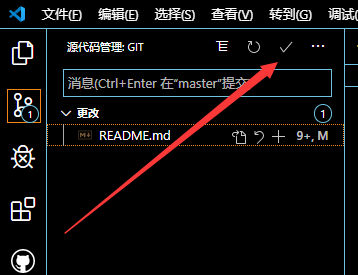 文件(F) 编辑(E) 选择(S) 查看(V) 转到(G) 调试
源代码管理: GIT
消息(Ctrl+Enter 在"master"提交
更改 1
README.md 9+, M
1